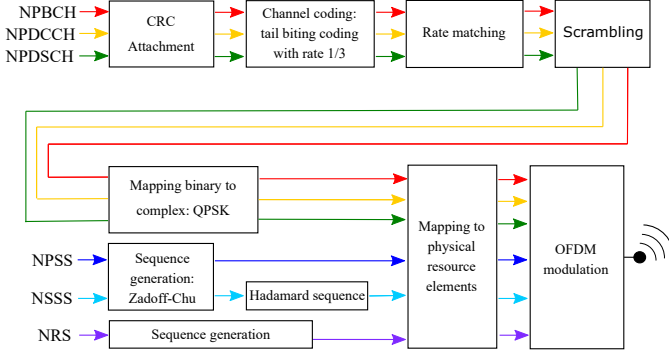 NPBCH
NPDCCH
NPDSCH
CRC
Attachment
Channel coding:
tail biting coding
with rate 1/3
Rate matching
Scrambling
Mapping binary to
complex: QPSK
Mapping to
physical
resource
elements
OFDM
modulation
NPSS
NSSS
Sequence
generation:
Zadoff-Chu
Hadamard sequence
NRS
Sequence generation